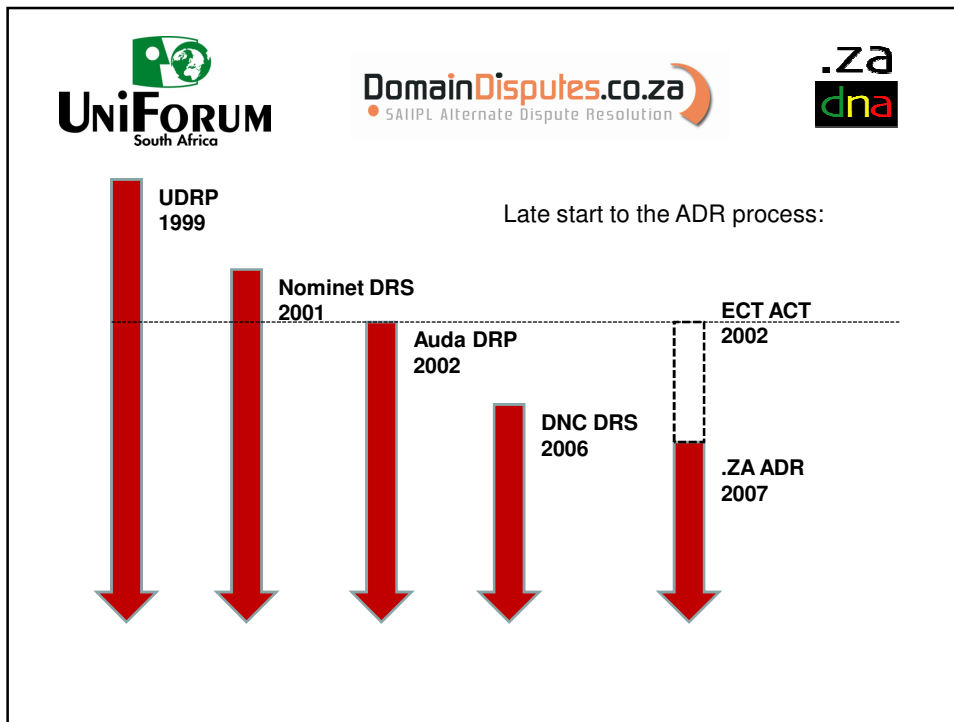 UNIFORUM
South Africa
DomainDisputes.co.za
SAIIPL Alternate Dispute Resolution
.za
dna
UDRP
1999
Late start to the ADR process:
Nominet DRS
2001
ECT ACT
2002
Auda DRP
2002
DNC DRS
2006
.ZA ADR
2007